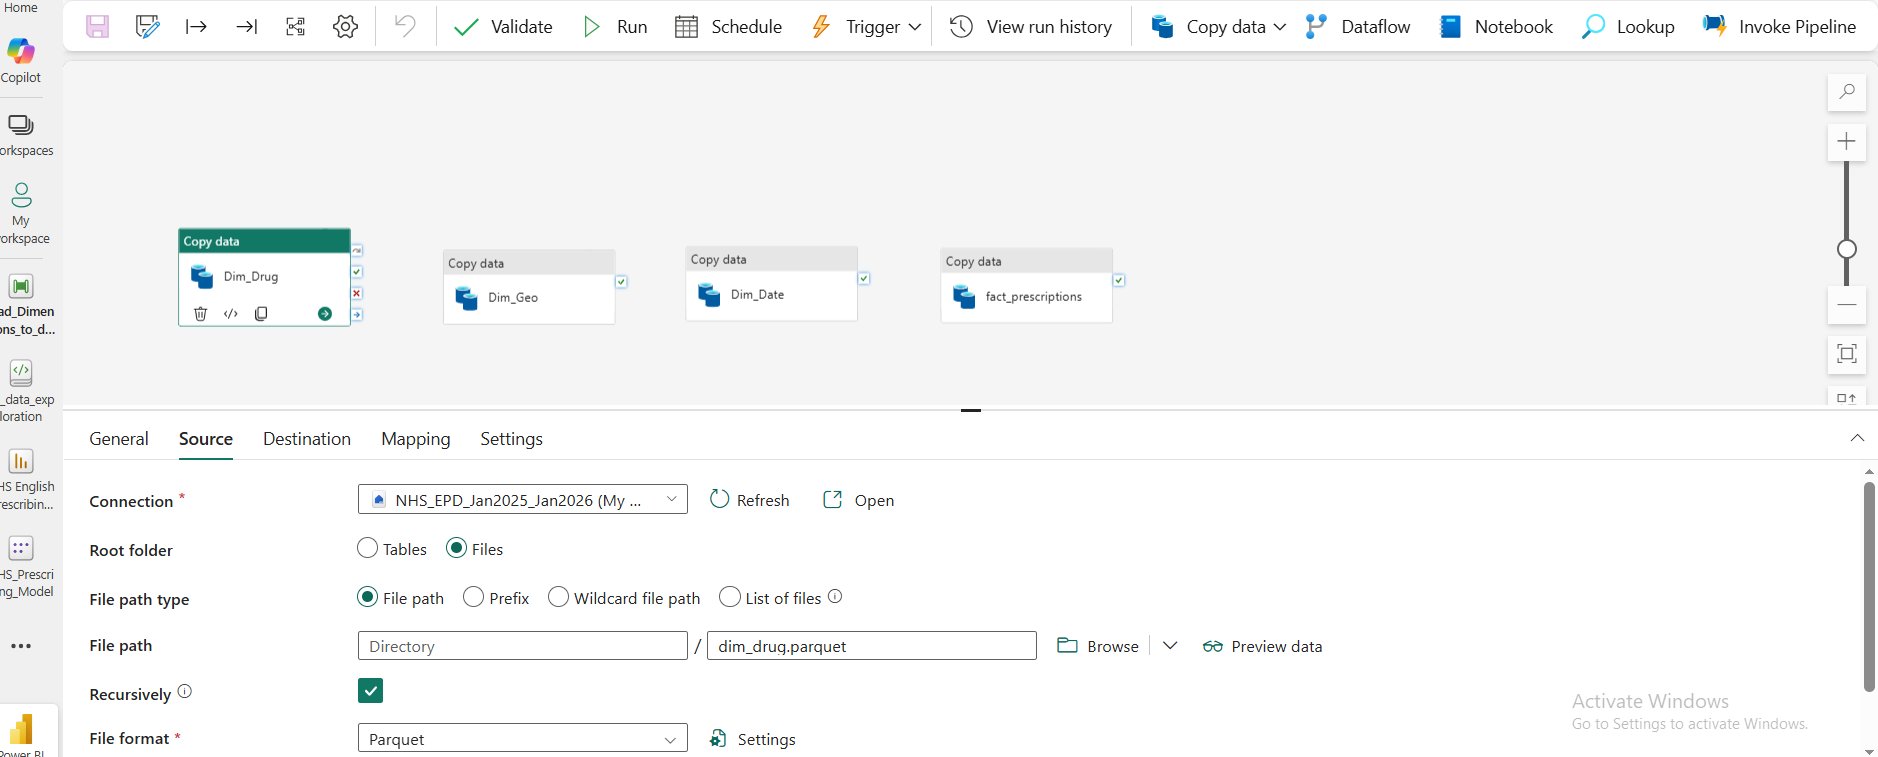 Validate
Run
Schedule
Trigger
View run history
Copy data
Dataflow
Notebook
Lookup
Invoke Pipeline
Home
Copilot
orkspaces
My
orkspace
ad_Dimen
ons_to_d...
_data_exp
loration
HS English
rescribin...
HS_Prescri
ng_Model
Power BI
Copy data
Dim_Drug
Copy data
Dim_Geo
Copy data
Dim_Date
Copy data
fact_prescriptions
General
Source
Destination
Mapping
Settings
Connection *
NHS_EPD_Jan2025_Jan2026 (My ...
Refresh
Open
Root folder
Tables
Files
File path type
File path
Prefix
Wildcard file path
List of files
File path
Directory
/
dim_drug.parquet
Browse
Preview data
Recursively
File format *
Parquet
Settings
Activate Windows
Go to Settings to activate Windows.